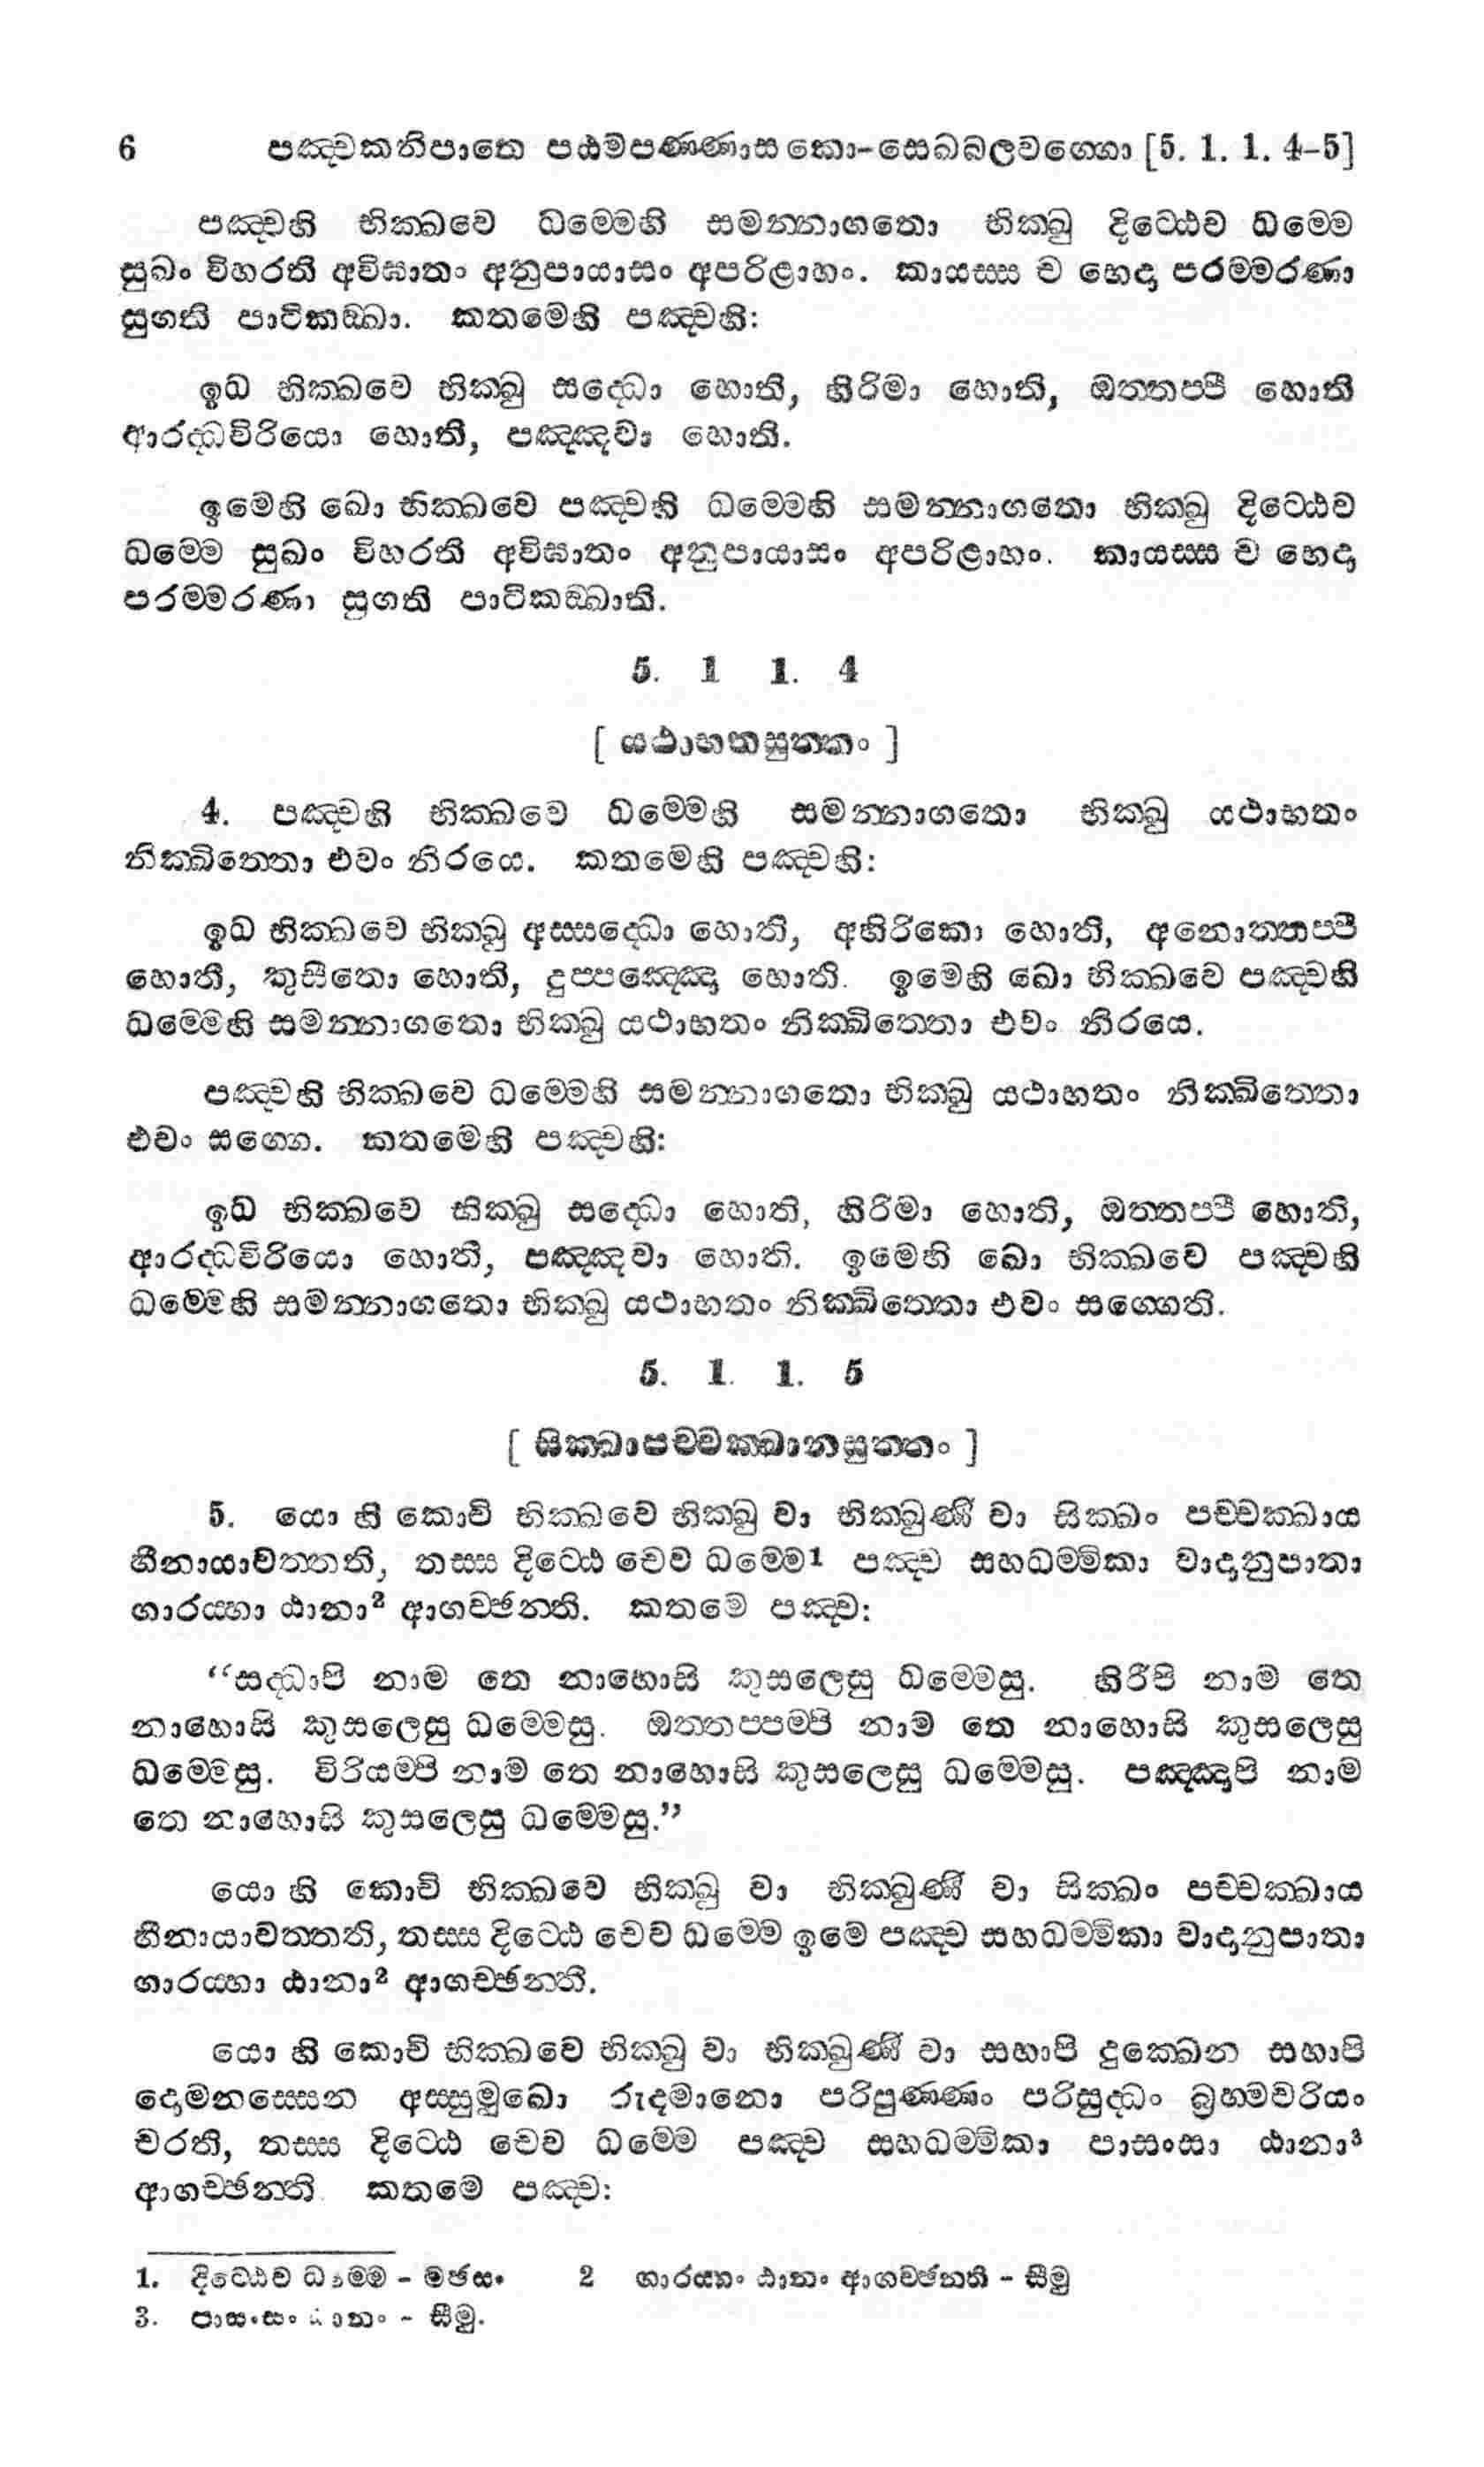 6 පඤ්චකනිපාතෙ පඨමපණ්ණාසකො-සෙඛබලවග්ගො [5. 1. 1. 4-5]
පඤ්චහි භික්ඛවෙ ධම්මෙහි සමන්නාගතො භික්ඛු දිට්ඨෙව ධම්මෙ
සුඛං විහරති අවිඝාතං අනුපායාසං අපරිළාහං. කායස්ස ච භෙදා පරම්මරණා
සුගති පාටිකඞ්ඛා. කතමෙහි පඤ්චහි:
ඉධ භික්ඛවෙ භික්ඛු සද්ධො හොති, හිරිමා හොති, ඔත්තප්පී හොති
ආරද්ධවිරියො හොති, පඤ්ඤවා හොති.
ඉමෙහි ඛො භික්ඛවෙ පඤ්චහි ධම්මෙහි සමන්නාගතො භික්ඛු දිට්ඨෙව
ධම්මෙ සුඛං විහරති අවිඝාතං අනුපායාසං අපරිළාහං. කායස්ස ච භෙදා
පරම්මරණා සුගති පාටිකඞ්ඛාති.
5. 1 1. 4
[ යථාභතසුත්තං ]
4. පඤ්චහි භික්ඛවෙ ධම්මෙහි සමන්නාගතො භික්ඛු යථාභතං
නික්ඛිත්තො එවං නිරයෙ. කතමෙහි පඤ්චහි:
ඉධ භික්ඛවෙ භික්ඛු අස්සද්ධො හොති, අහිරිකො හොති, අනොත්තප්පී
හොති, කුසීතො හොති, දුප්පඤ්ඤො හොති. ඉමෙහි ඛො භික්ඛවෙ පඤ්චහි
ධම්මෙහි සමන්නාගතො භික්ඛු යථාභතං නික්ඛිත්තො එවං නිරයෙ.
පඤ්චහි භික්ඛවෙ ධම්මෙහි සමන්නාගතො භික්ඛු යථාභතං නික්ඛිත්තො
එවං සග්ගෙ. කතමෙහි පඤ්චහි:
ඉධ භික්ඛවෙ භික්ඛු සද්ධො හොති, හිරිමා හොති, ඔත්තප්පී හොති,
ආරද්ධවිරියො හොති, පඤ්ඤවා හොති. ඉමෙහි ඛො භික්ඛවෙ පඤ්චහි
ධම්මෙහි සමන්නාගතො භික්ඛු යථාභතං නික්ඛිත්තො එවං සග්ගෙති.
5. 1. 1. 5
[ සික්ඛාපච්චක්ඛානසුත්තං ]
5. යො හි කොචි භික්ඛවෙ භික්ඛු වා භික්ඛුණී වා සික්ඛං පච්චක්ඛාය
හීනායාවත්තති, තස්ස දිට්ඨෙ චෙව ධම්මෙ1 පඤ්ච සහධම්මිකා වාදානුපාතා
ගාරය්හා ඨානා2 ආගච්ඡන්ති. කතමෙ පඤ්ච:
“සද්ධාපි නාම තෙ නාහොසි කුසලෙසු ධම්මෙසු. හිරීපි නාම තෙ
නාහොසි කුසලෙසු ධම්මෙසු. ඔත්තප්පම්පි නාම තෙ නාහොසි කුසලෙසු
ධම්මෙසු. විරියම්පි නාම තෙ නාහොසි කුසලෙසු ධම්මෙසු. පඤ්ඤාපි නාම
තෙ නාහොසි කුසලෙසු ධම්මෙසු.”
යො හි කොචි භික්ඛවෙ භික්ඛු වා භික්ඛුණී වා සික්ඛං පච්චක්ඛාය
හීනායාවත්තති, තස්ස දිට්ඨෙ චෙව ධම්මෙ ඉමෙ පඤ්ච සහධම්මිකා වාදානුපාතා
ගාරය්හා ඨානා2 ආගච්ඡන්ති.
යො හි කොචි භික්ඛවෙ භික්ඛු වා භික්ඛුණී වා සහාපි දුක්ඛෙන සහාපි
දොමනස්සෙන අස්සුමුඛො රුදමානො පරිපුණ්ණං පරිසුද්ධං බ්‍රහ්මචරියං
චරති, තස්ස දිට්ඨෙ චෙව ධම්මෙ පඤ්ච සහධම්මිකා පාසංසා ඨානා3
ආගච්ඡන්ති. කතමෙ පඤ්ච:
1. දිට්ඨෙව ධම්මෙ - මඡසං 2 ගාරය්හං ඨානං ආගච්ඡන්ති - සීමු
3. පාසංසං ඨානං - සීමු.